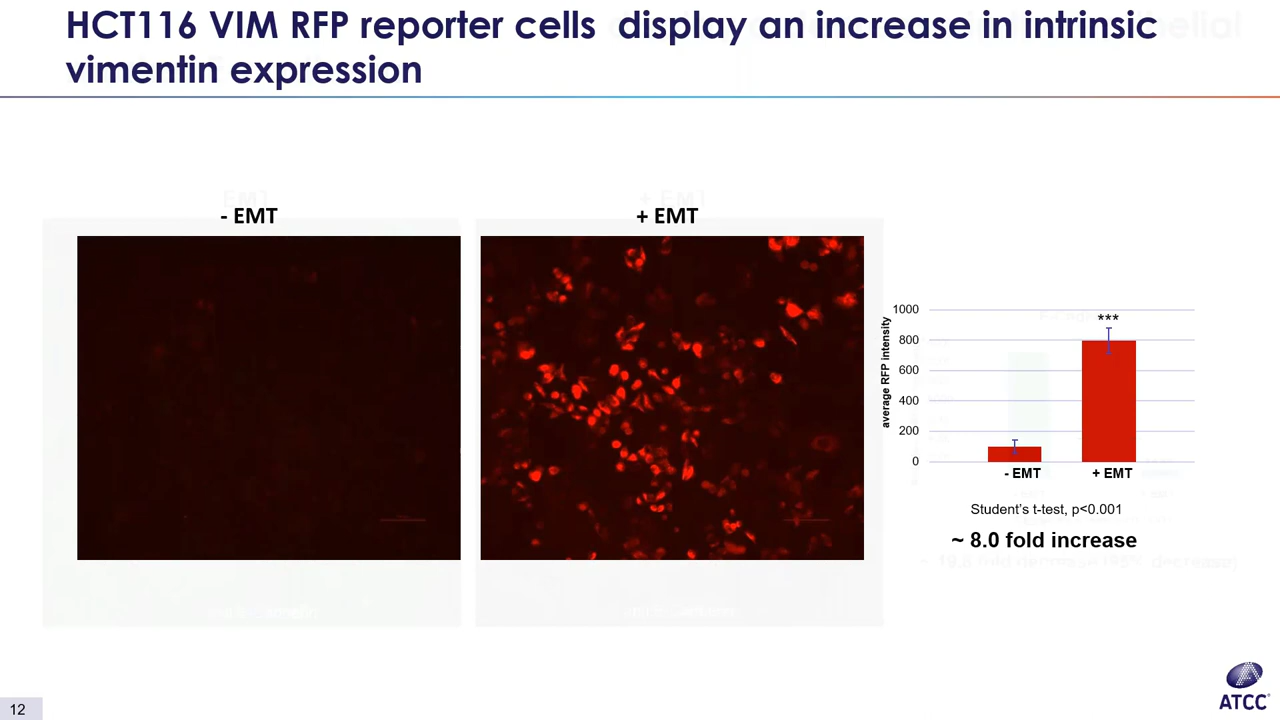 HCT116 VIM RFP reporter cells display an increase in intrinsic
vimentin expression
- EMT
+ EMT
average RFP intensity
1000
800
600
400
200
0
***
- EMT
+ EMT
Student's t-test, p<0.001
~ 8.0 fold increase
12
ATCC®